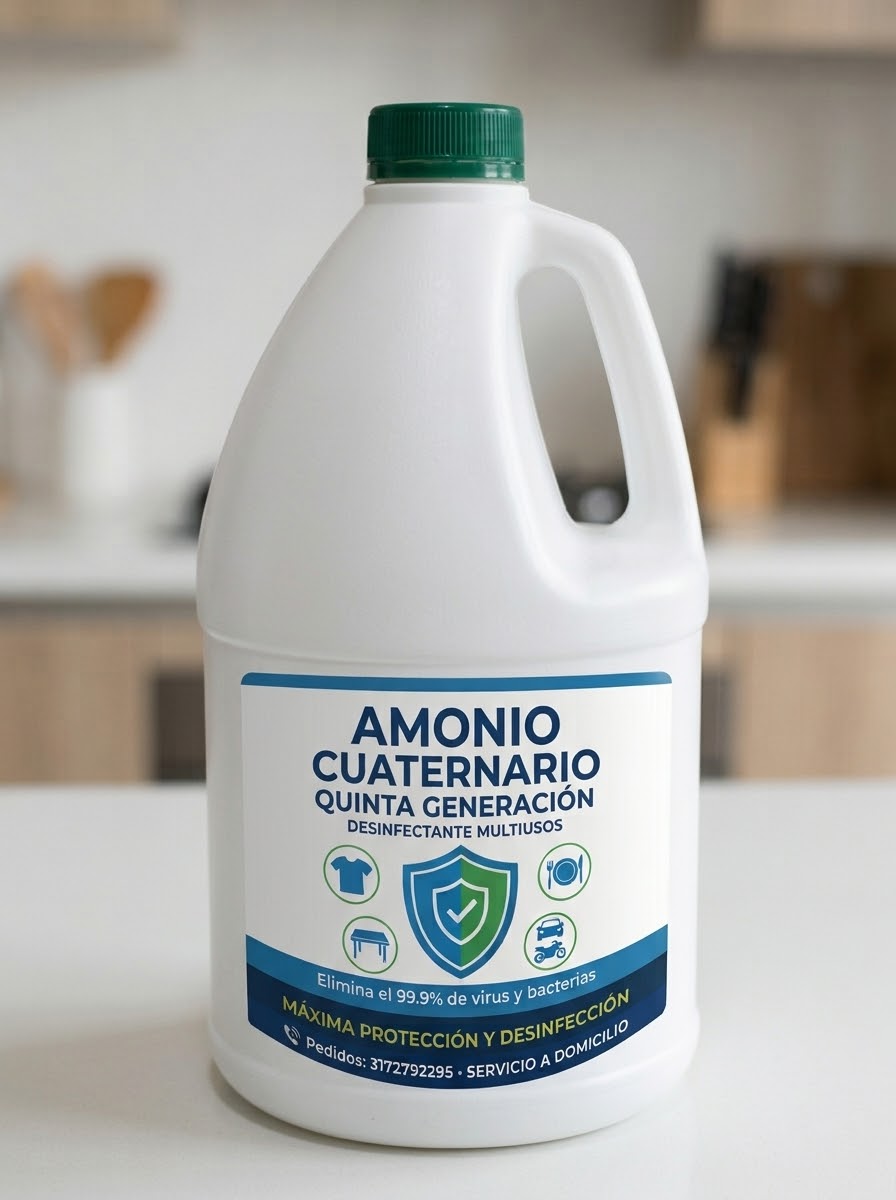 AMONIO
CUATERNARIO
QUINTA GENERACIÓN
DESINFECTANTE MULTIUSOS
Elimina el 99.9% de virus y bacterias
MÁXIMA PROTECCIÓN Y DESINFECCIÓN
Pedidos: 3172792295 · SERVICIO A DOMICILIO